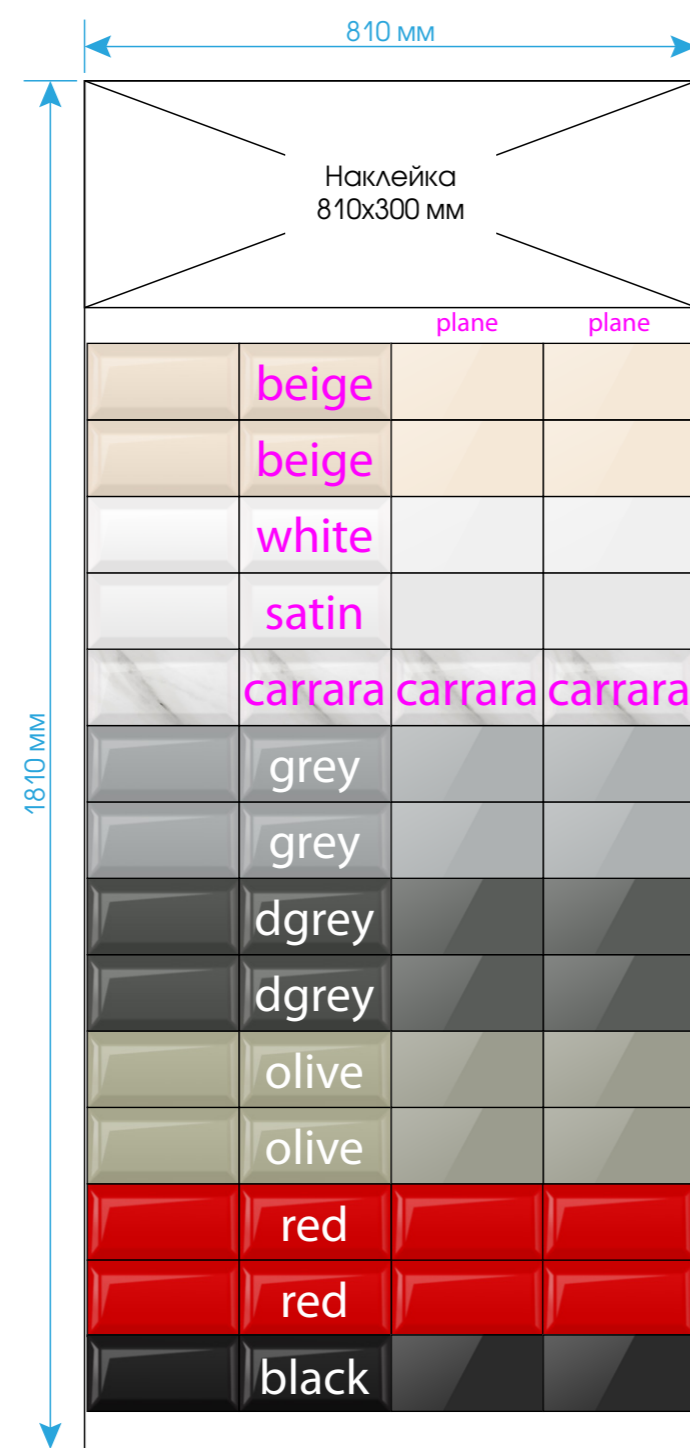 810 мм
Наклейка
810x300 мм
plane plane
beige
beige
white
satin
carrara carrara carrara
1810 мм
grey
grey
dgrey
dgrey
olive
olive
red
red
black